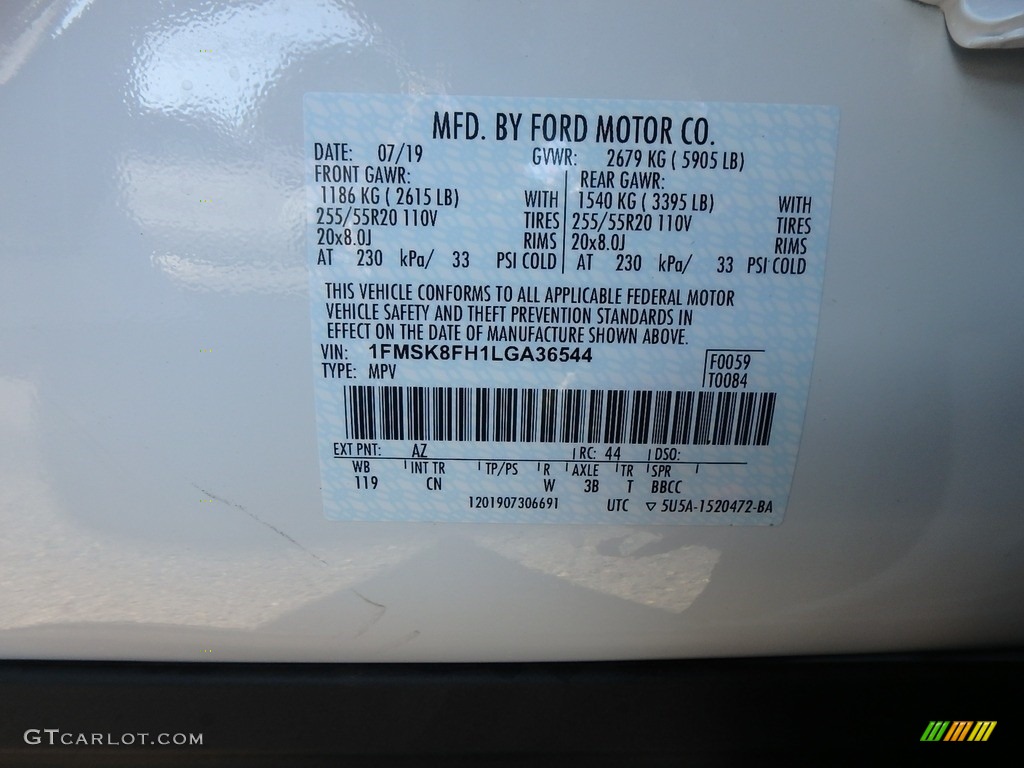 MFD. BY FORD MOTOR CO.
DATE: 07/19 GVWR: 2679 KG ( 5905 LB)
FRONT GAWR: REAR GAWR:
1186 KG ( 2615 LB) WITH 1540 KG ( 3395 LB) WITH
255/55R20 110V TIRES 255/55R20 110V TIRES
20x8.0J RIMS 20x8.0J RIMS
AT 230 kPa/ 33 PSI COLD AT 230 kPa/ 33 PSI COLD
THIS VEHICLE CONFORMS TO ALL APPLICABLE FEDERAL MOTOR
VEHICLE SAFETY AND THEFT PREVENTION STANDARDS IN
EFFECT ON THE DATE OF MANUFACTURE SHOWN ABOVE.
VIN: 1FMSK8FH1LGA36544 F0059
TYPE: MPV T0084
EXT PNT: AZ RC: 44 DSO:
WB INT TR TP/PS R AXLE TR SPR
119 CN W 3B T BBCC
1201907306691 UTC ▽ 5U5A-1520472-BA
GTCARLOT.COM